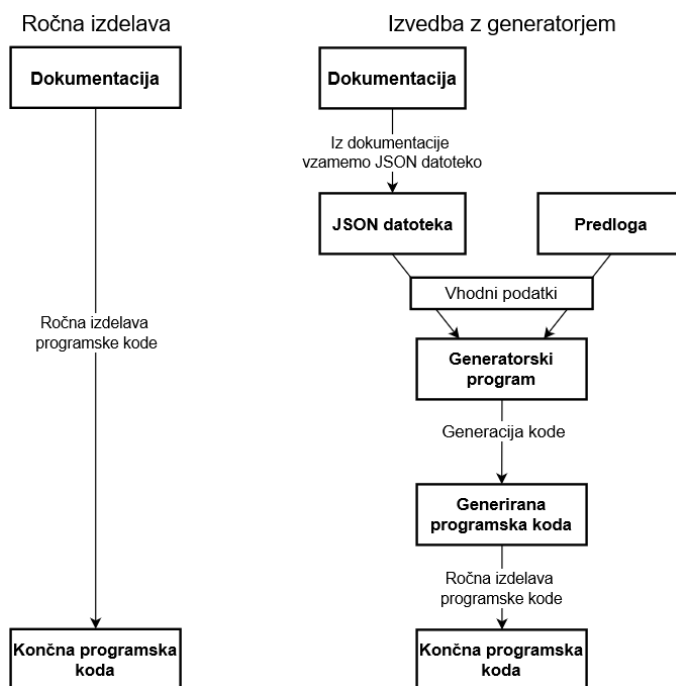 Ročna izdelava
Dokumentacija
Ročna izdelava
programske kode
Končna programska
koda
Izvedba z generatorjem
Dokumentacija
Iz dokumentacije
vzamemo JSON datoteko
JSON datoteka
Predloga
Vhodni podatki
Generatorski
program
Generacija kode
Generirana
programska koda
Ročna izdelava
programske kode
Končna programska
koda